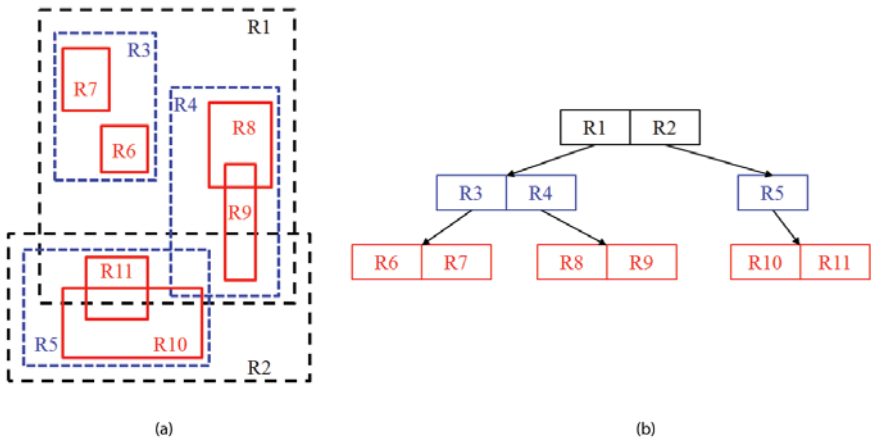 R1
R3
R7
R4
R8
R6
R9
R11
R5
R10
R2
(a)
R1 R2
R3 R4 R5
R6 R7 R8 R9 R10 R11
(b)